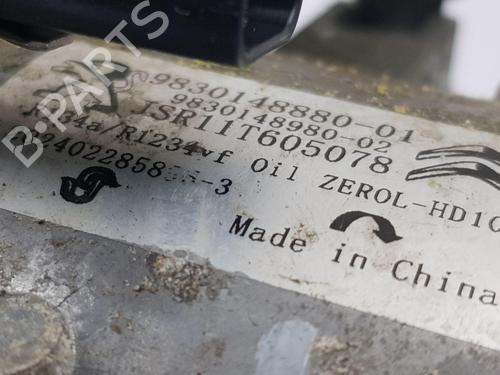 B-PARTS
9830148880-01
9830148980-02
JSR11T605078
R134a/R1234yf Oil ZEROL-HD10
Made in China